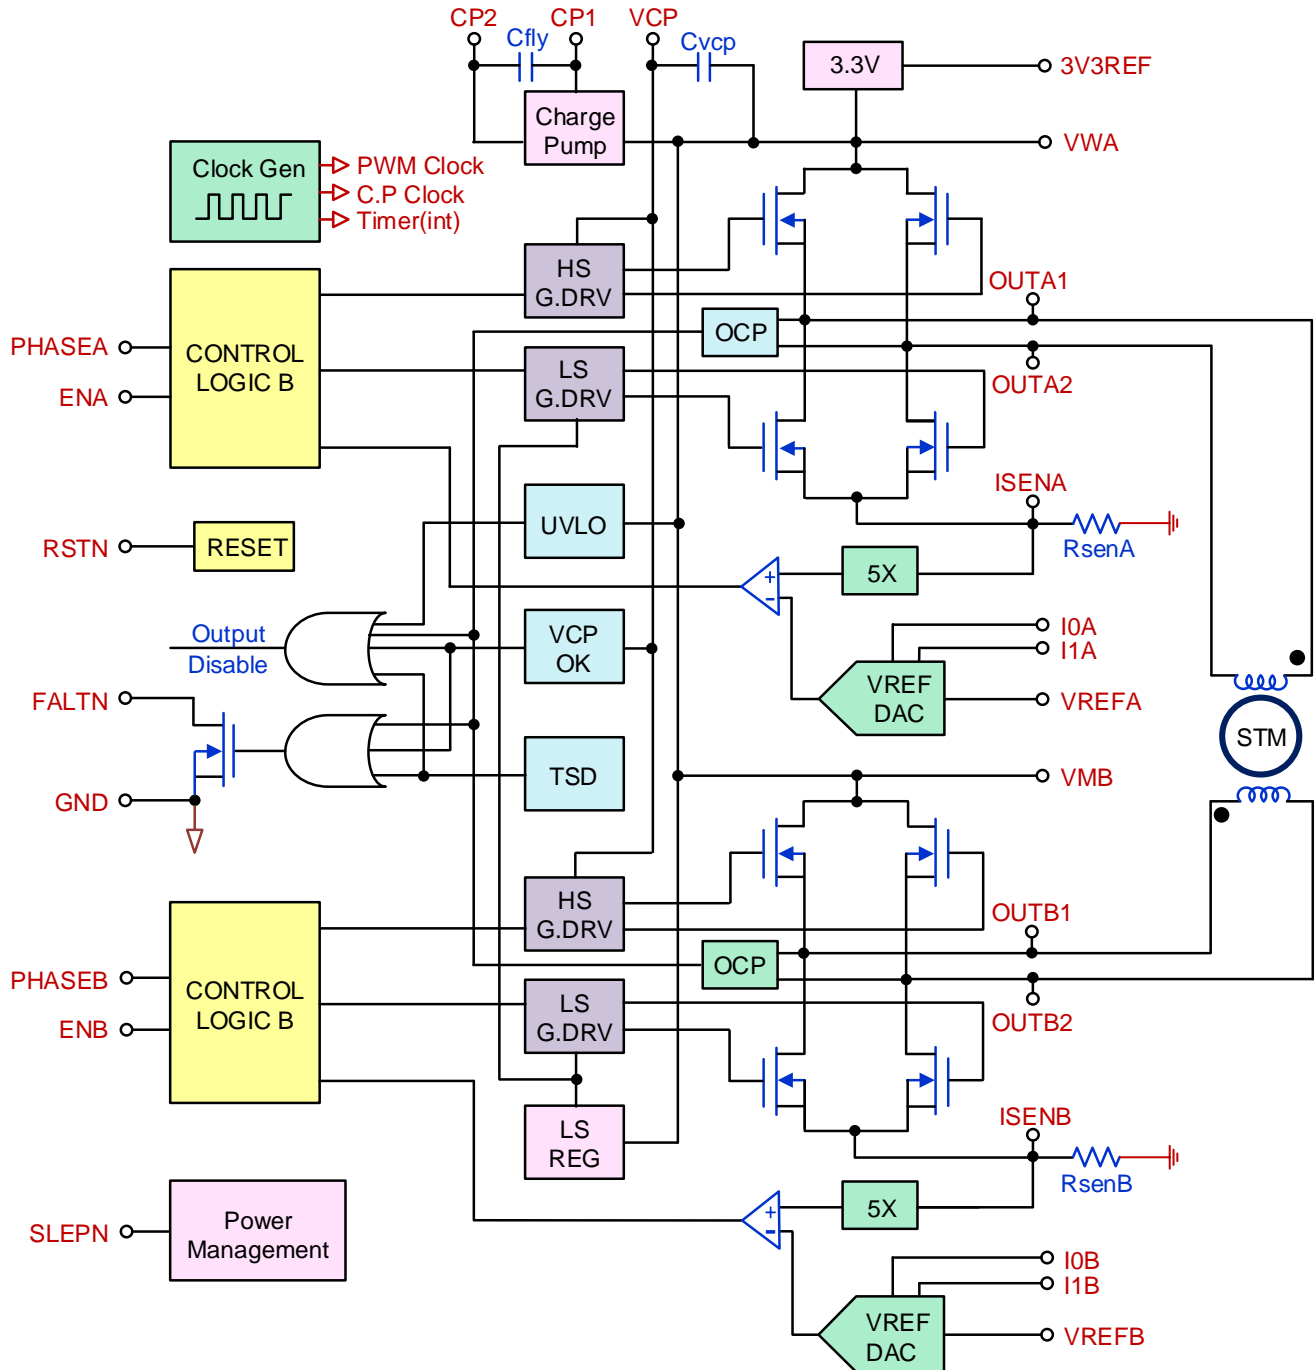 CP2
CP1
VCP
Cfly
Cvcp
3.3V
3V3REF
Charge
Pump
VWA
Clock Gen
PWM Clock
C.P Clock
Timer(int)
HS
G.DRV
OUTA1
OCP
PHASEA
CONTROL
LOGIC B
ENA
LS
G.DRV
OUTA2
ISENA
UVLO
RSTN
RESET
RsenA
5X
+
-
Output
Disable
VCP
OK
I0A
I1A
VREF
DAC
VREFA
FALTN
STM
TSD
VMB
GND
HS
G.DRV
OUTB1
OCP
PHASEB
CONTROL
LOGIC B
ENB
LS
G.DRV
OUTB2
ISENB
LS
REG
RsenB
5X
+
-
SLEPN
Power
Management
I0B
I1B
VREF
DAC
VREFB